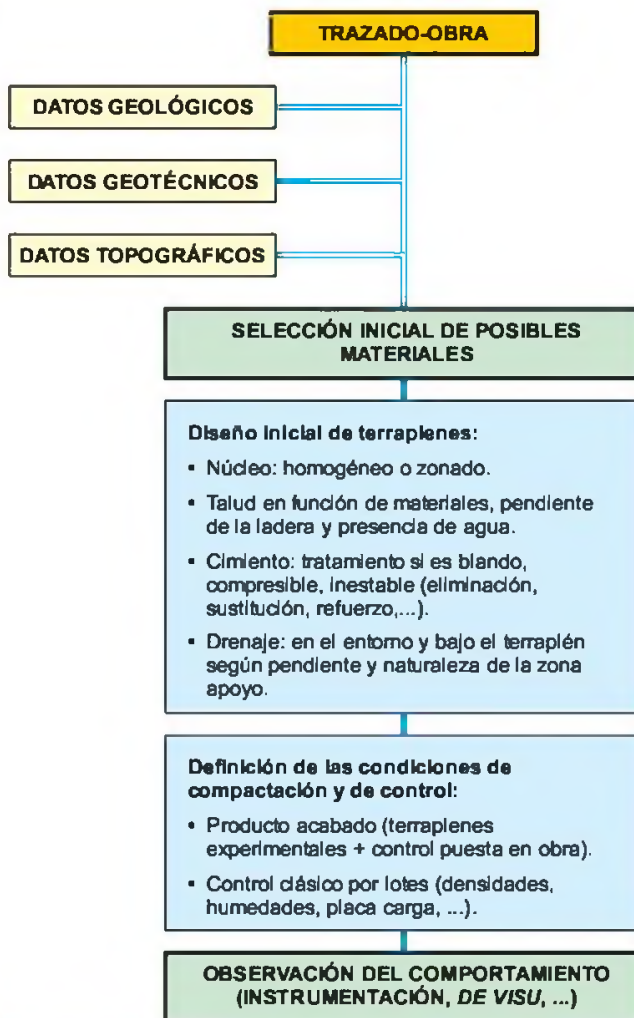 TRAZADO-OBRA
DATOS GEOLÓGICOS
DATOS GEOTÉCNICOS
DATOS TOPOGRÁFICOS
SELECCIÓN INICIAL DE POSIBLES
MATERIALES
Diseño inicial de terraplenes:
• Núcleo: homogéneo o zonado.
• Talud en función de materiales, pendiente
de la ladera y presencia de agua.
• Cimiento: tratamiento si es blando,
compresible, inestable (eliminación,
sustitución, refuerzo,...).
• Drenaje: en el entorno y bajo el terraplén
según pendiente y naturaleza de la zona
apoyo.
Definición de las condiciones de
compactación y de control:
• Producto acabado (terraplenes
experimentales + control puesta en obra).
• Control clásico por lotes (densidades,
humedades, placa carga, ...).
OBSERVACIÓN DEL COMPORTAMIENTO
(INSTRUMENTACIÓN, DE VISU, ...)